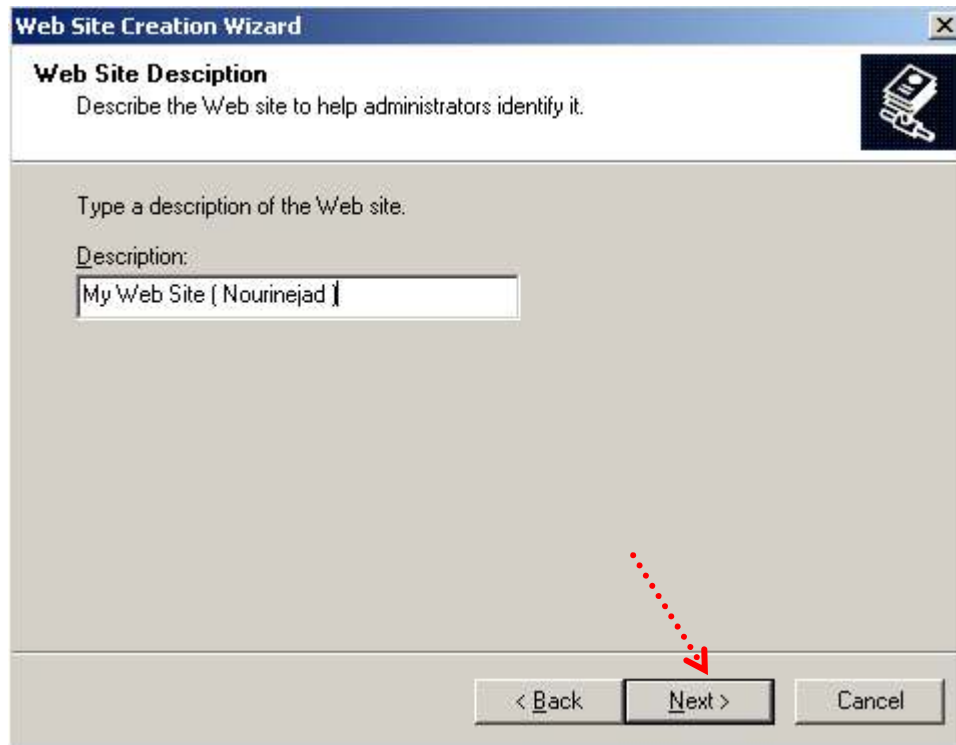 Web Site Creation Wizard
Web Site Desciption
Describe the Web site to help administrators identify it.
Type a description of the Web site.
Description:
My Web Site ( Nourinejad )
< Back
Next >
Cancel